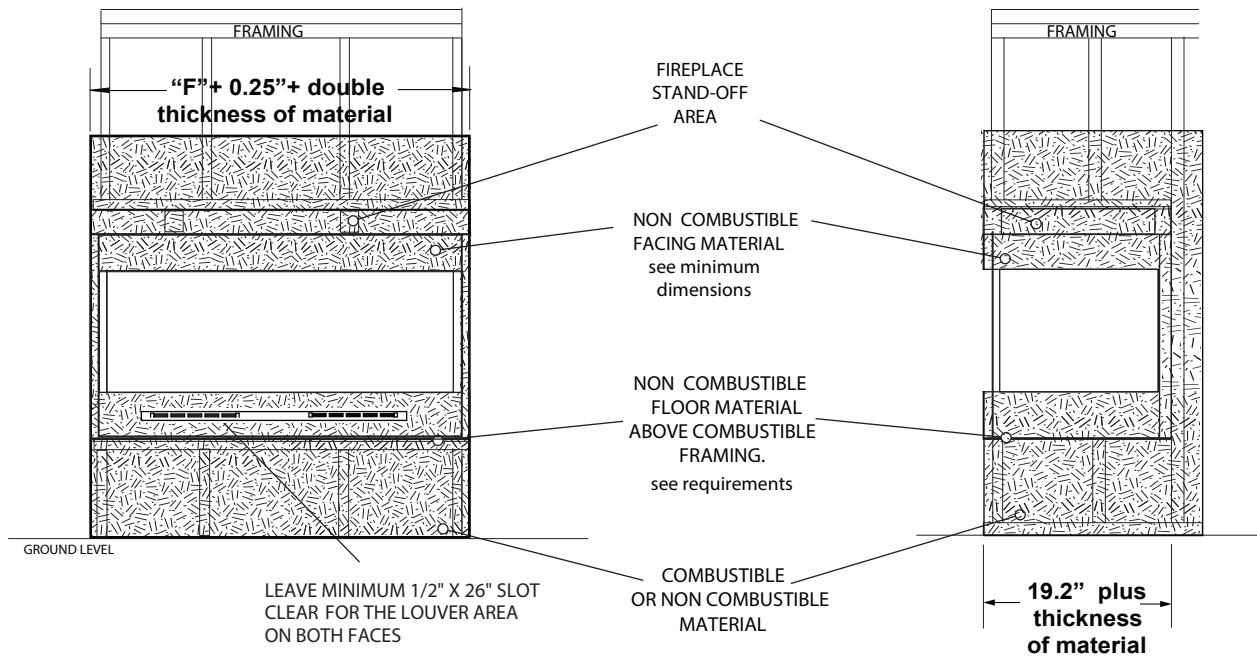 FRAMING
FRAMING
“F”+ 0.25”+ double
thickness of material
FIREPLACE
STAND-OFF
AREA
NON COMBUSTIBLE
FACING MATERIAL
see minimum
dimensions
NON COMBUSTIBLE
FLOOR MATERIAL
ABOVE COMBUSTIBLE
FRAMING.
see requirements
GROUND LEVEL
LEAVE MINIMUM 1/2" X 26" SLOT
CLEAR FOR THE LOUVER AREA
ON BOTH FACES
COMBUSTIBLE
OR NON COMBUSTIBLE
MATERIAL
19.2” plus
thickness
of material